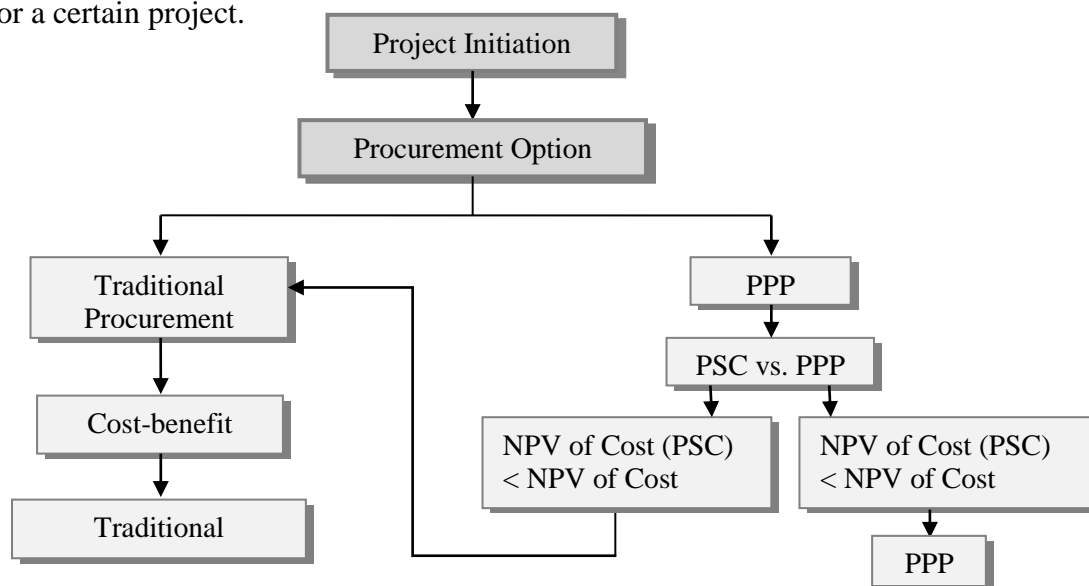 or a certain project.
Project Initiation
Procurement Option
Traditional
Procurement
PPP
PSC vs. PPP
Cost-benefit
NPV of Cost (PSC)
< NPV of Cost
NPV of Cost (PSC)
< NPV of Cost
Traditional
PPP